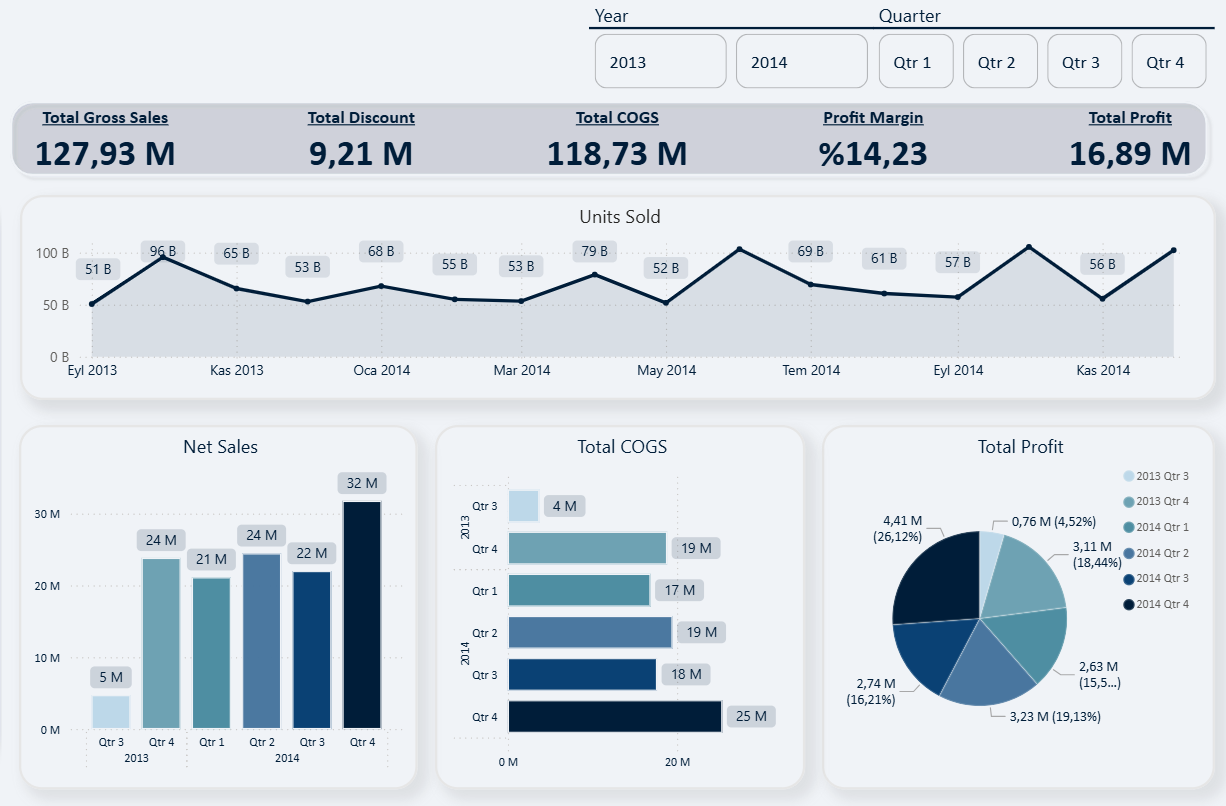 Year
Quarter
2013
2014
Qtr 1
Qtr 2
Qtr 3
Qtr 4
Total Gross Sales
127,93 M
Total Discount
9,21 M
Total COGS
118,73 M
Profit Margin
%14,23
Total Profit
16,89 M
Units Sold
100 B
50 B
0 B
51 B
96 B
65 B
53 B
68 B
55 B
53 B
79 B
52 B
69 B
61 B
57 B
56 B
Eyl 2013
Kas 2013
Oca 2014
Mar 2014
May 2014
Tem 2014
Eyl 2014
Kas 2014
Net Sales
30 M
20 M
10 M
0 M
5 M
24 M
21 M
24 M
22 M
32 M
Qtr 3
Qtr 4
Qtr 1
Qtr 2
Qtr 3
Qtr 4
2013
2014
Total COGS
2013
Qtr 3
4 M
Qtr 4
19 M
2014
Qtr 1
17 M
Qtr 2
19 M
Qtr 3
18 M
Qtr 4
25 M
0 M
20 M
Total Profit
2013 Qtr 3
2013 Qtr 4
2014 Qtr 1
2014 Qtr 2
2014 Qtr 3
2014 Qtr 4
0,76 M (4,52%)
3,11 M
(18,44%)
2,63 M
(15,5...)
3,23 M (19,13%)
2,74 M
(16,21%)
4,41 M
(26,12%)